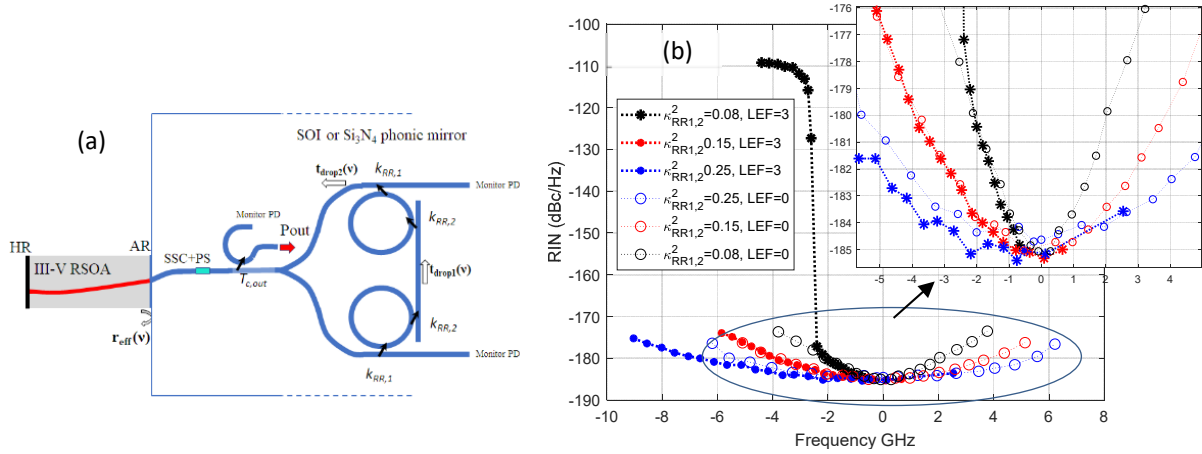 (a)
SOI or Si3N4 phonic mirror
tdrop2(ν)
Monitor PD
kRR,1
kRR,2
Monitor PD
Pout
HR
AR
III-V RSOA
SSC+PS
Tc,out
tdrop1(ν)
reff(ν)
kRR,2
Monitor PD
kRR,1
(b)
RIN (dBc/Hz)
-100
-110
-120
-130
-140
-150
-160
-170
-180
-190
-10
-8
-6
-4
-2
0
2
4
6
8
Frequency GHz
κ²RR1,2=0.08, LEF=3
κ²RR1,2 0.15, LEF=3
κ²RR1,2 0.25, LEF=3
κ²RR1,2=0.25, LEF=0
κ²RR1,2=0.15, LEF=0
κ²RR1,2=0.08, LEF=0
-176
-177
-178
-179
-180
-181
-182
-183
-184
-185
-5
-4
-3
-2
-1
0
1
2
3
4